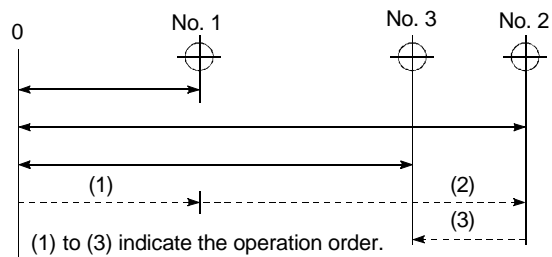 0
No. 1
No. 3
No. 2
(1)
(2)
(3)
(1) to (3) indicate the operation order.